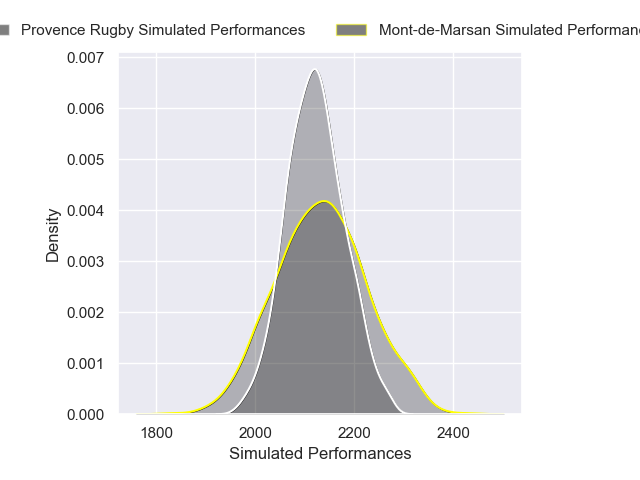 Provence Rugby Simulated Performances Mont-de-Marsan Simulated
0.007
0.006
0.005
0.004
0.003
0.002
0.001
0.000
Density
1800 2000 2200 2400
Simulated Performances